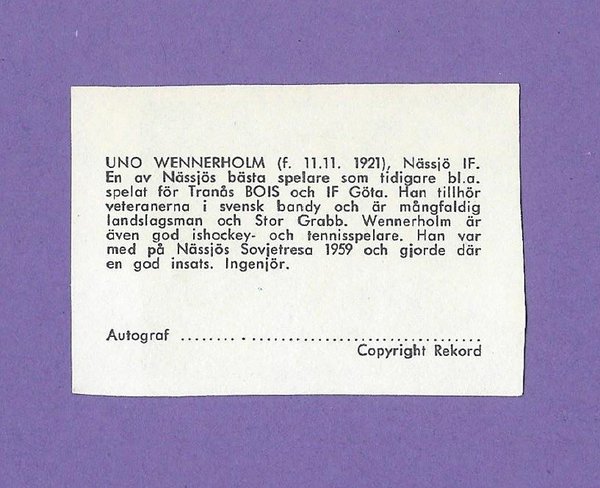 UNO WENNERHOLM (f. 11.11. 1921), Nässjö IF.
En av Nässjös bästa spelare som tidigare bl.a.
spelat för Tranås BOIS och IF Göta. Han tillhör
veteranerna i svensk bandy och är mångfaldig
landslagsman och Stor Grabb. Wennerholm är
även god ishockey- och tennisspelare. Han var
med på Nässjös Sovjetresa 1959 och gjorde där
en god insats. Ingenjör.
Autograf ............................................
Copyright Rekord